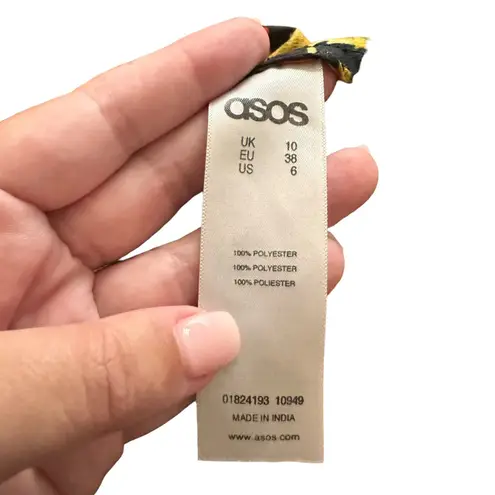 asos
UK 10
EU 38
US 6
100% POLYESTER
100% POLYESTER
100% POLIESTER
01824193 10949
MADE IN INDIA
www.asos.com